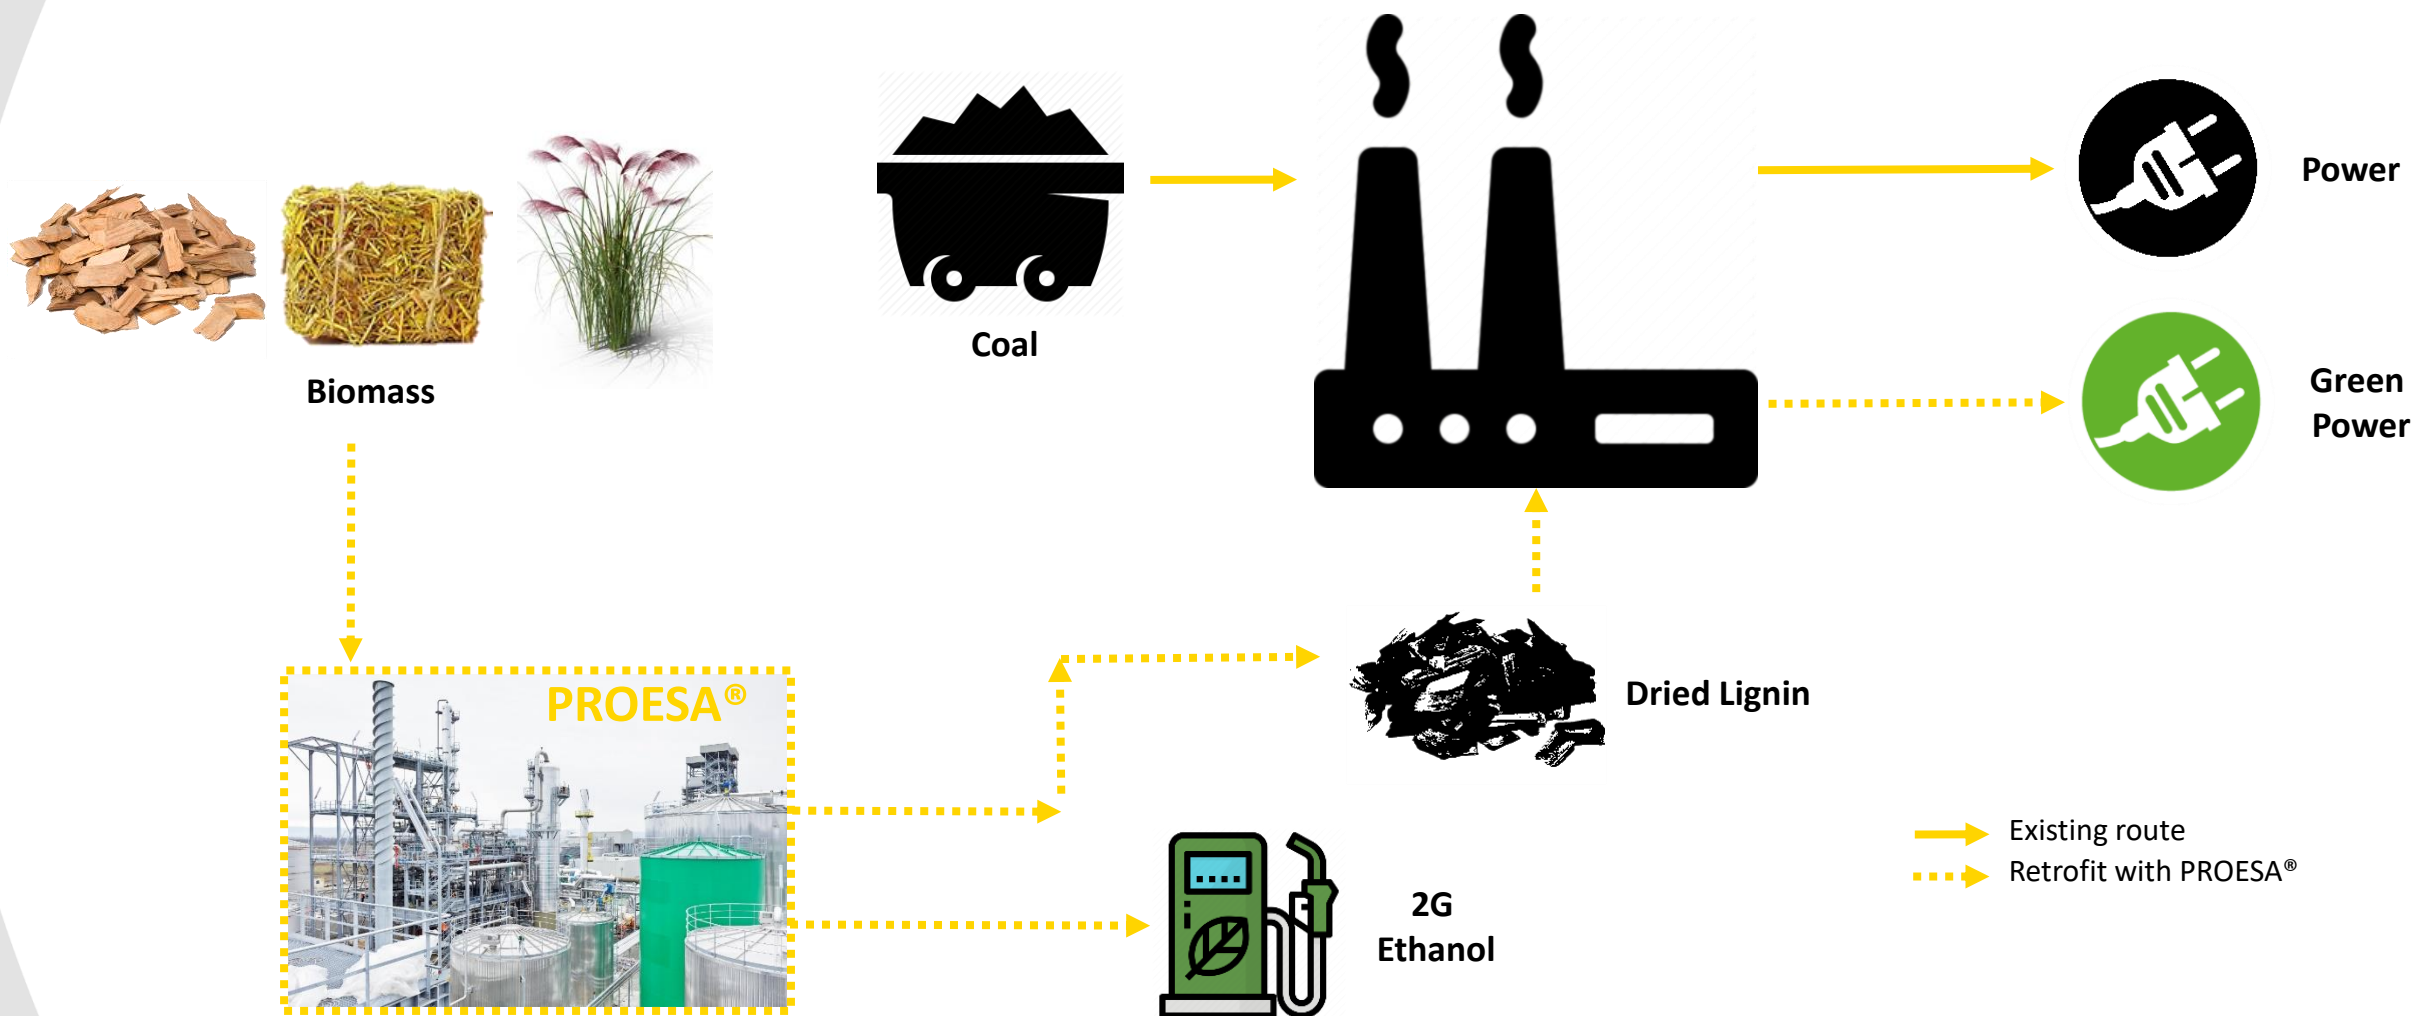 Power
Coal
Green
Power
Biomass
PROESA®
Dried Lignin
2G
Ethanol
Existing route
Retrofit with PROESA®